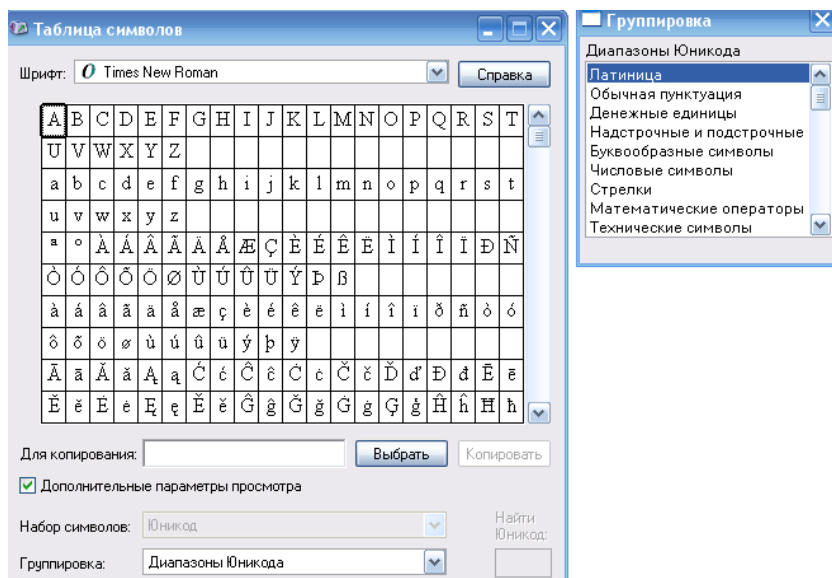 Таблица символов
Шрифт: O Times New Roman Справка
A B C D E F G H I J K L M N O P Q R S T
U V W X Y Z
a b c d e f g h i j k l m n o p q r s t
u v w x y z
ª º À Á Â Ã Ä Å Æ Ç È É Ê Ë Ì Í Î Ï Ð Ñ
Ò Ó Ô Õ Ö Ø Ù Ú Û Ü Ý Þ ß
à á â ã ä å æ ç è é ê ë ì í î ï ð ñ ò ó
ô õ ö ø ù ú û ü ý þ ÿ
Ā ā Ă ă Ą ą Ć ć Ĉ ĉ Ċ ċ Č č Ď ď Đ đ Ē ē
Ĕ ĕ Ė ė Ę ę Ě ě Ĝ ĝ Ğ ğ Ġ ġ Ģ ģ Ĥ ĥ Ħ ħ
Для копирования: Выбрать Копировать
Дополнительные параметры просмотра
Набор символов: Юникод Найти Юникод:
Группировка: Диапазоны Юникода
Группировка
Диапазоны Юникода
Латиница
Обычная пунктуация
Денежные единицы
Надстрочные и подстрочные
Буквообразные символы
Числовые символы
Стрелки
Математические операторы
Технические символы